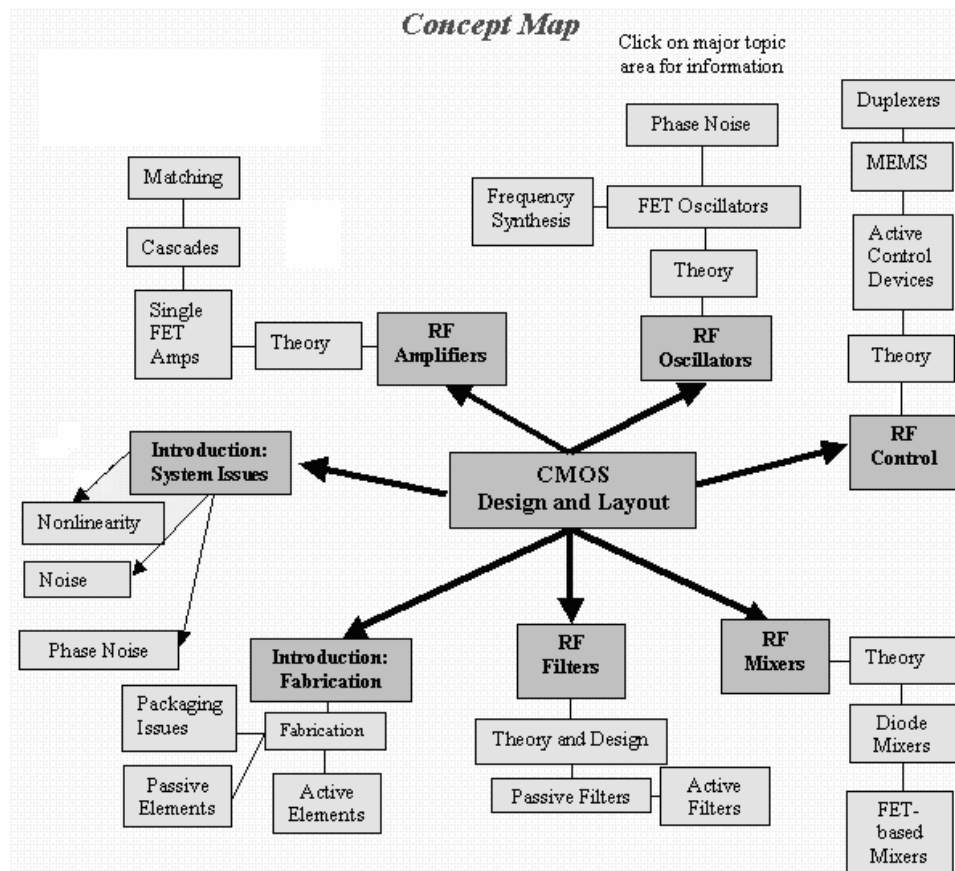 Concept Map
Click on major topic
area for information
Duplexers
Phase Noise
MEMS
Matching
Frequency
Synthesis
FET Oscillators
Active
Control
Devices
Cascades
Theory
Single
FET
Amps
Theory
RF
Amplifiers
RF
Oscillators
Theory
RF
Control
Introduction:
System Issues
CMOS
Design and Layout
Nonlinearity
Noise
Phase Noise
Introduction:
Fabrication
RF
Filters
RF
Mixers
Theory
Packaging
Issues
Fabrication
Theory and Design
Diode
Mixers
Passive
Elements
Active
Elements
Passive Filters
Active
Filters
FET-
based
Mixers